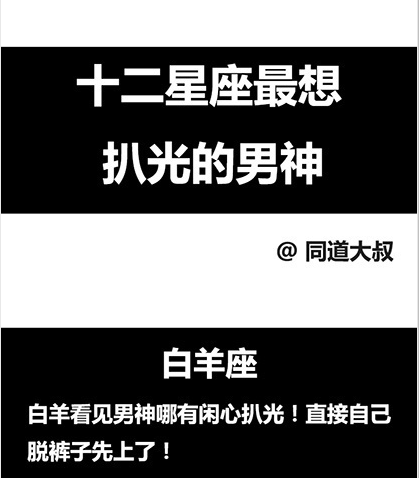 十二星座最想
扒光的男神
@ 同道大叔
白羊座
白羊看见男神哪有闲心扒光！直接自己
脱裤子先上了！